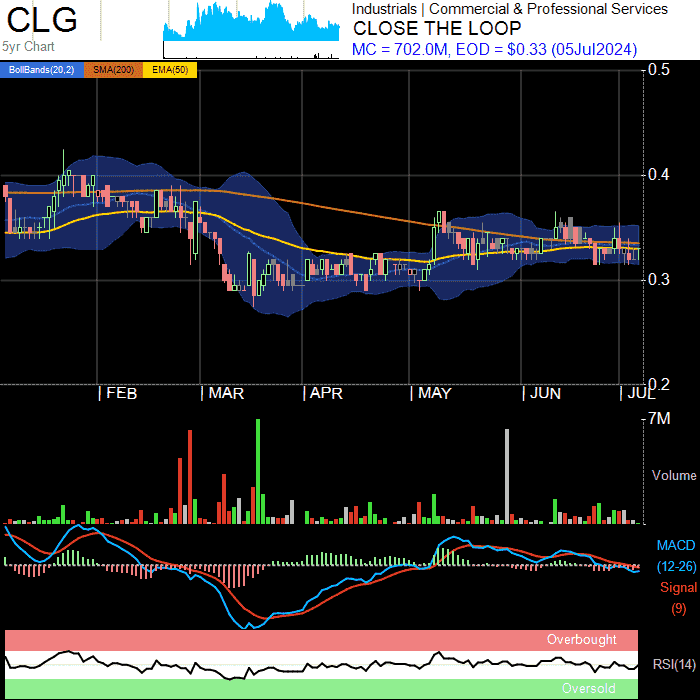 CLG
5yr Chart
Industrials | Commercial & Professional Services
CLOSE THE LOOP
MC = 702.0M, EOD = $0.33 (05Jul2024)
BollBands(20,2) SMA(200) EMA(50)
0.5
0.4
0.3
0.2
| FEB | MAR | APR | MAY | JUN | JUL
7M
Volume
MACD
(12-26)
Signal
(9)
Overbought
RSI(14)
Oversold